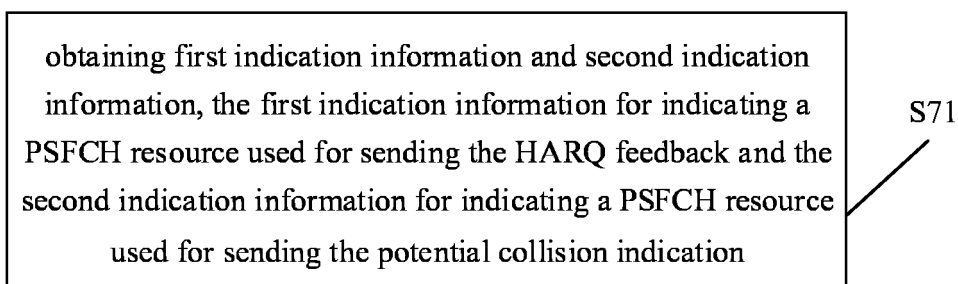 obtaining first indication information and second indication
information, the first indication information for indicating a
PSFCH resource used for sending the HARQ feedback and the
second indication information for indicating a PSFCH resource
used for sending the potential collision indication
S71